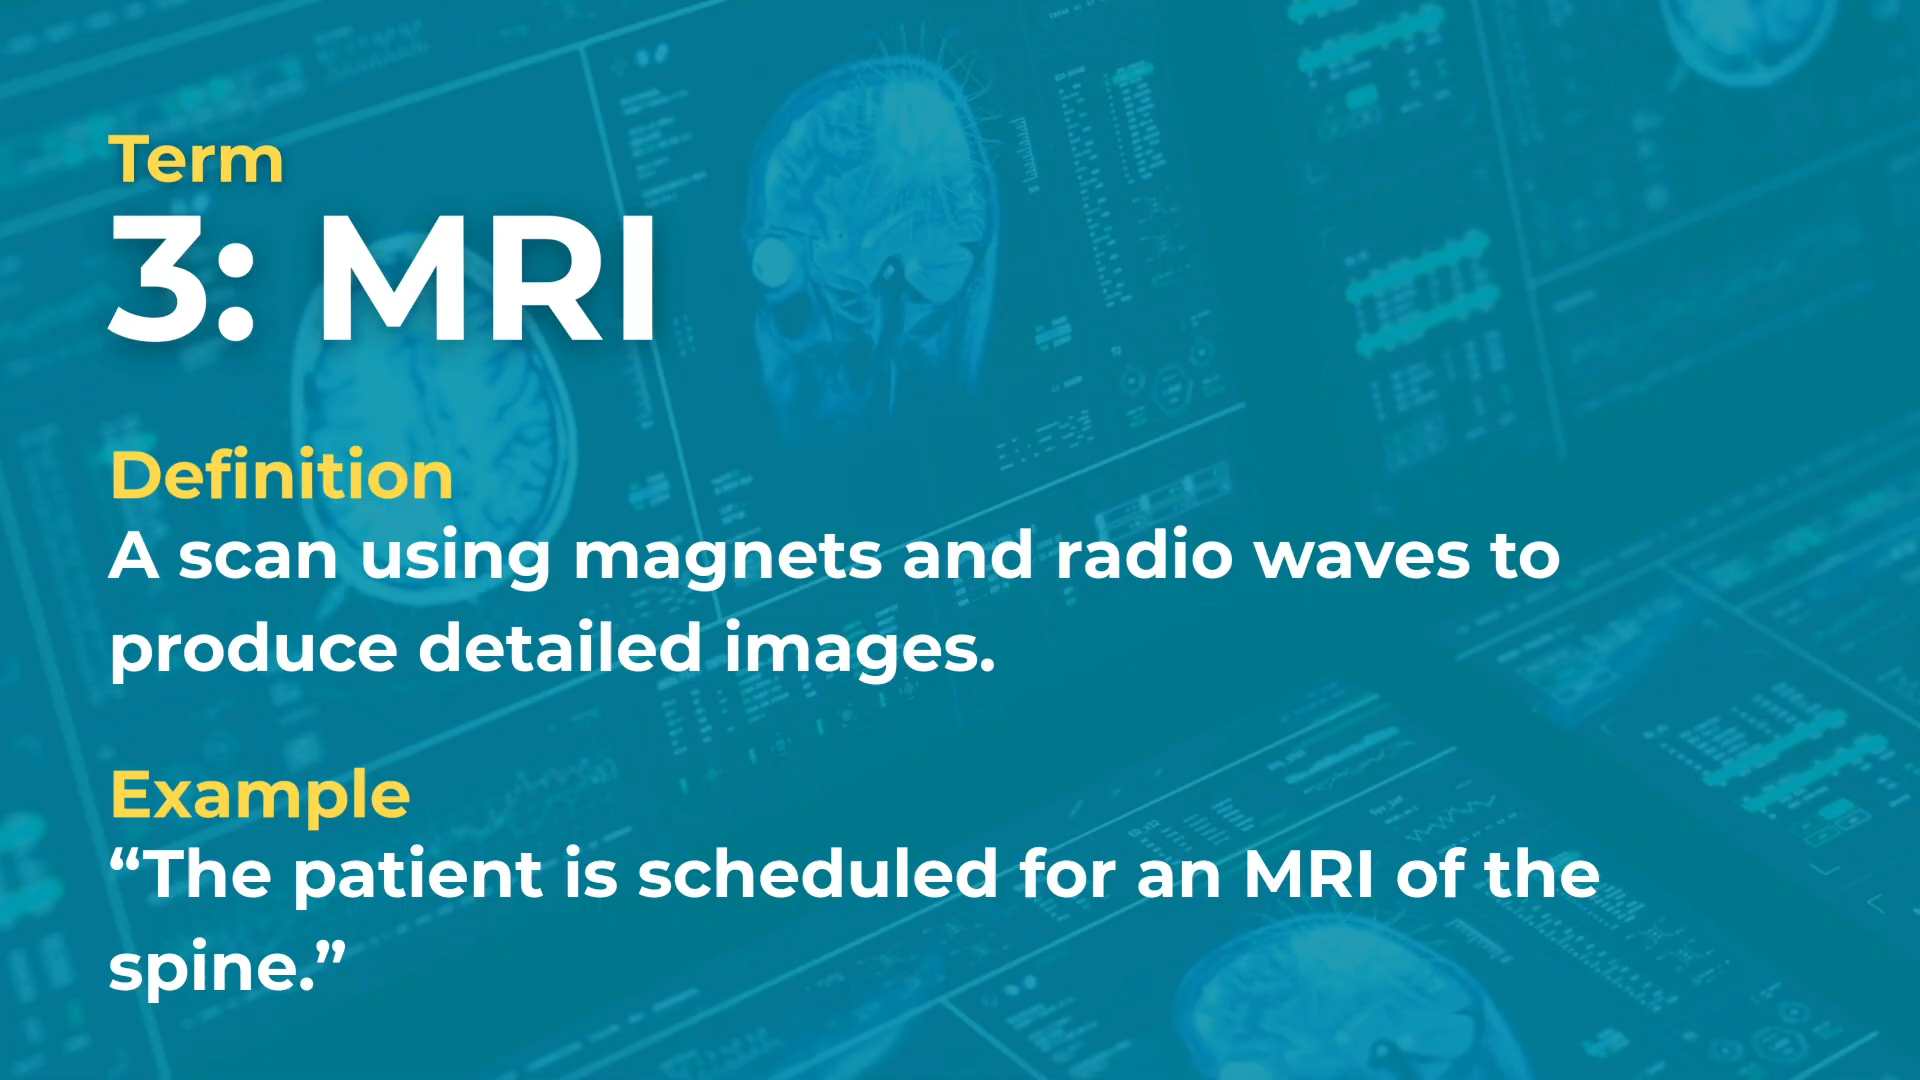 Term
3: MRI
Definition
A scan using magnets and radio waves to
produce detailed images.
Example
“The patient is scheduled for an MRI of the
spine.”